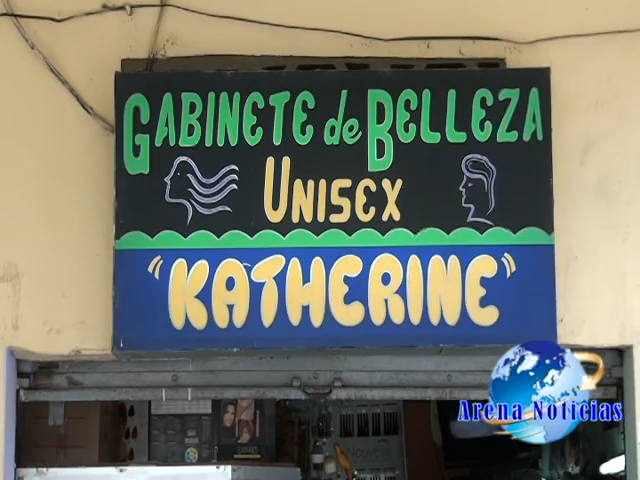 GABINETE de BELLEZA
UNISEX
"KATHERINE"
Arena Noticias